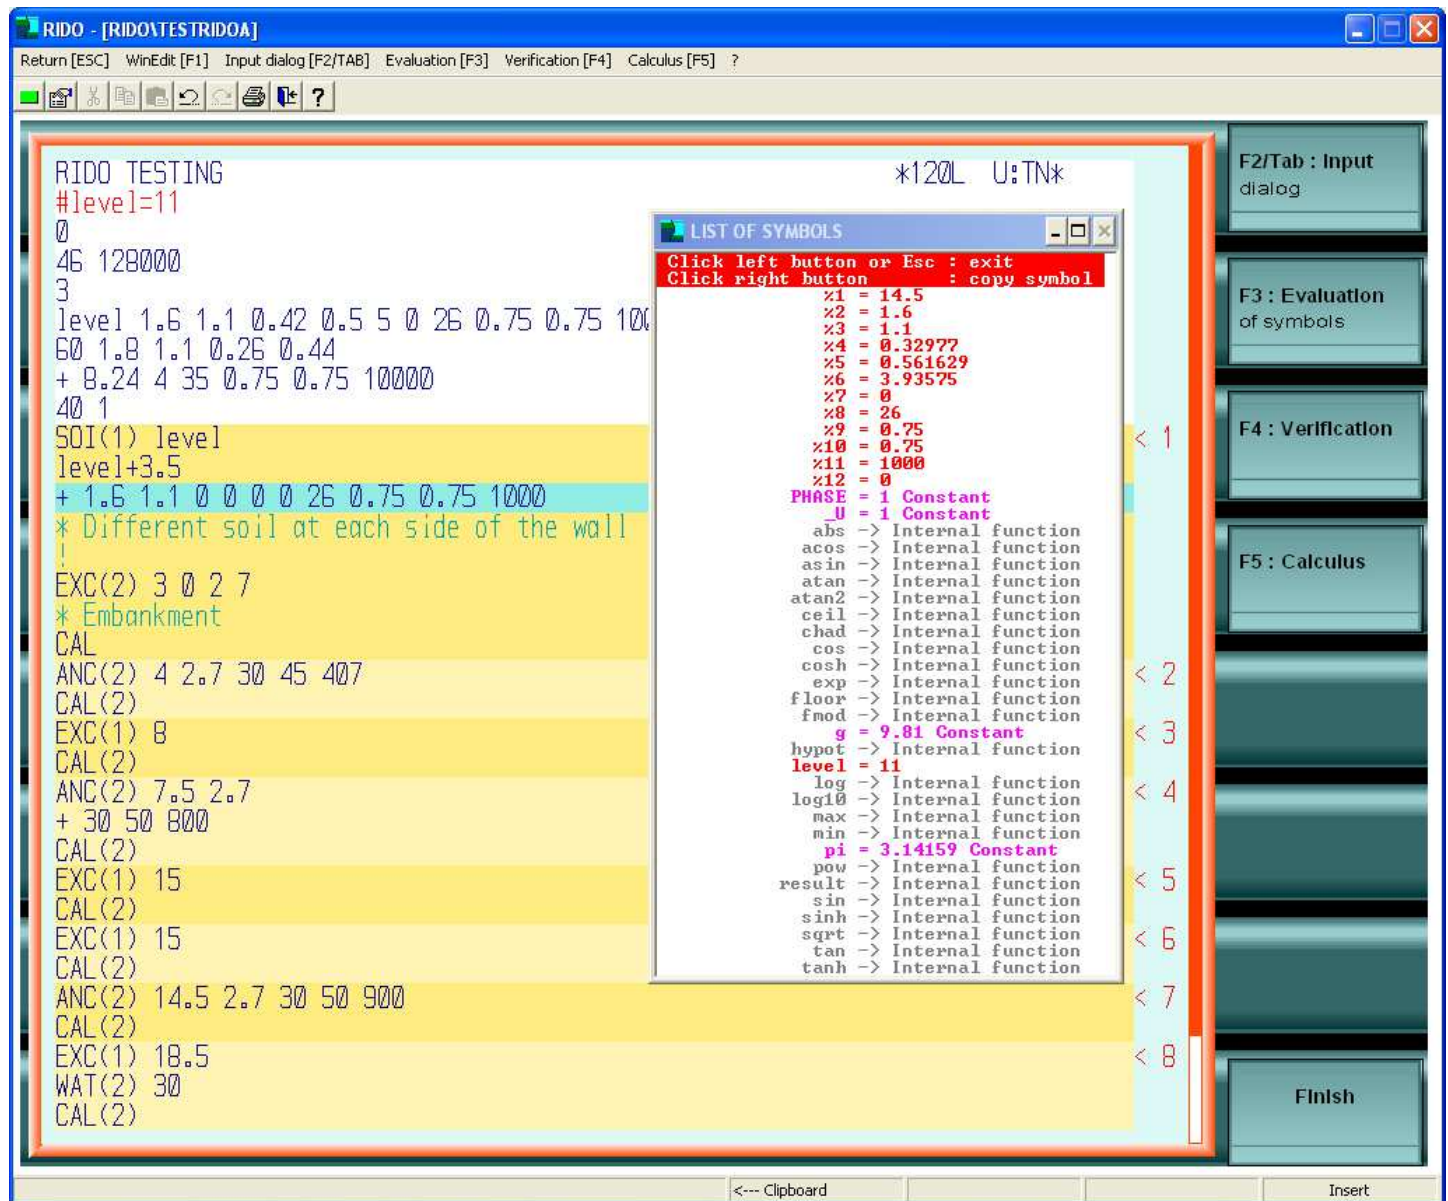 RIDO - [RIDO\TESTRIDOA]
Return [ESC] WinEdit [F1] Input dialog [F2/TAB] Evaluation [F3] Verification [F4] Calculus [F5] ?
RIDO TESTING *120L U:TN*
#level=11
0
46 128000
3
level 1.6 1.1 0.42 0.5 5 0 26 0.75 0.75
60 1.8 1.1 0.26 0.44
+ 8.24 4 35 0.75 0.75 10000
40 1
SOI(1) level
level+3.5
+ 1.6 1.1 0 0 0 0 26 0.75 0.75 1000
* Different soil at each side of the wall
!
EXC(2) 3 0 2 7
* Embankment
CAL
ANC(2) 4 2.7 30 45 407
CAL(2)
EXC(1) 8
CAL(2)
ANC(2) 7.5 2.7
+ 30 50 800
CAL(2)
EXC(1) 15
CAL(2)
EXC(1) 15
CAL(2)
ANC(2) 14.5 2.7 30 50 900
CAL(2)
EXC(1) 18.5
WAT(2) 30
CAL(2)
< 1
< 2
< 3
< 4
< 5
< 6
< 7
< 8
LIST OF SYMBOLS
Click left button or Esc : exit
Click right button : copy symbol
%1 = 14.5
%2 = 1.6
%3 = 1.1
%4 = 0.32977
%5 = 0.561629
%6 = 3.93575
%7 = 0
%8 = 26
%9 = 0.75
%10 = 0.75
%11 = 1000
%12 = 0
PHASE = 1 Constant
_U = 1 Constant
abs -> Internal function
acos -> Internal function
asin -> Internal function
atan -> Internal function
atan2 -> Internal function
ceil -> Internal function
chad -> Internal function
cos -> Internal function
cosh -> Internal function
exp -> Internal function
floor -> Internal function
fmod -> Internal function
g = 9.81 Constant
hypot -> Internal function
level = 11
log -> Internal function
log10 -> Internal function
max -> Internal function
min -> Internal function
pi = 3.14159 Constant
pow -> Internal function
result -> Internal function
sin -> Internal function
sinh -> Internal function
sqrt -> Internal function
tan -> Internal function
tanh -> Internal function
F2/Tab : Input
dialog
F3 : Evaluation
of symbols
F4 : Verification
F5 : Calculus
Finish
<--- Clipboard
Insert